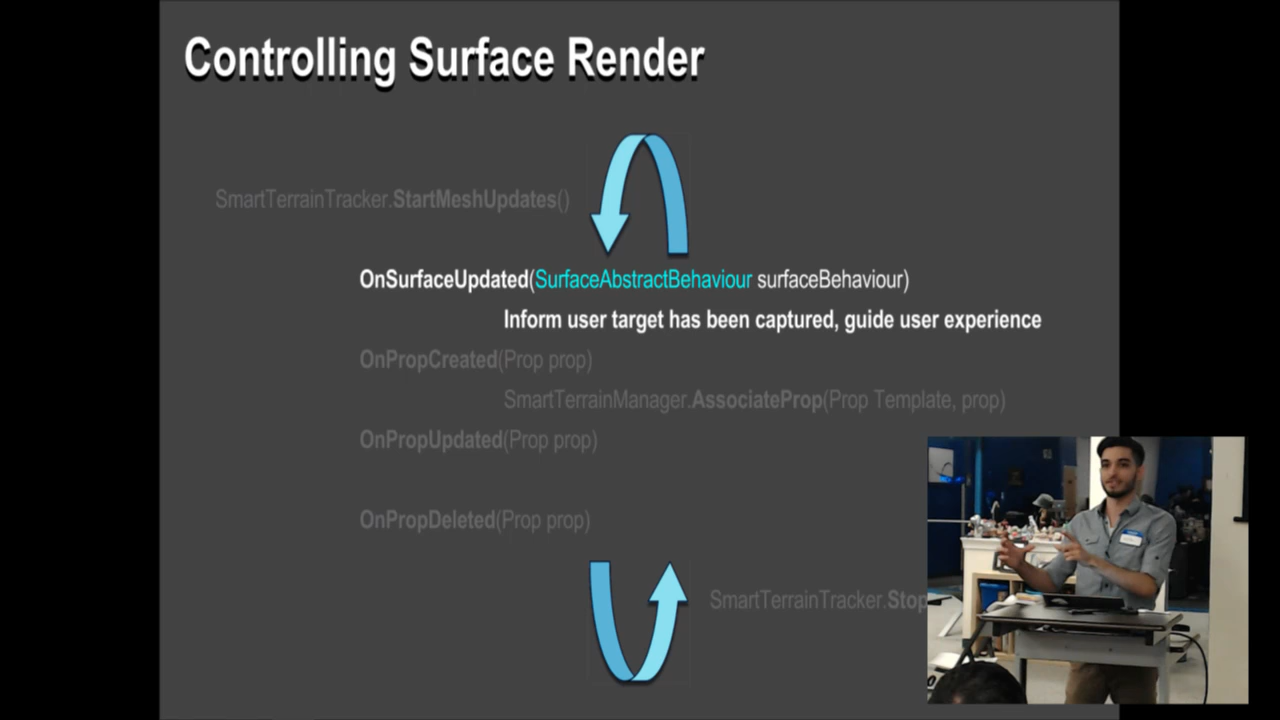 Controlling Surface Render
SmartTerrainTracker.StartMeshUpdates()
OnSurfaceUpdated(SurfaceAbstractBehaviour surfaceBehaviour)
Inform user target has been captured, guide user experience
OnPropCreated(Prop prop)
SmartTerrainManager.AssociateProp(Prop Template, prop)
OnPropUpdated(Prop prop)
OnPropDeleted(Prop prop)
SmartTerrainTracker.Stop